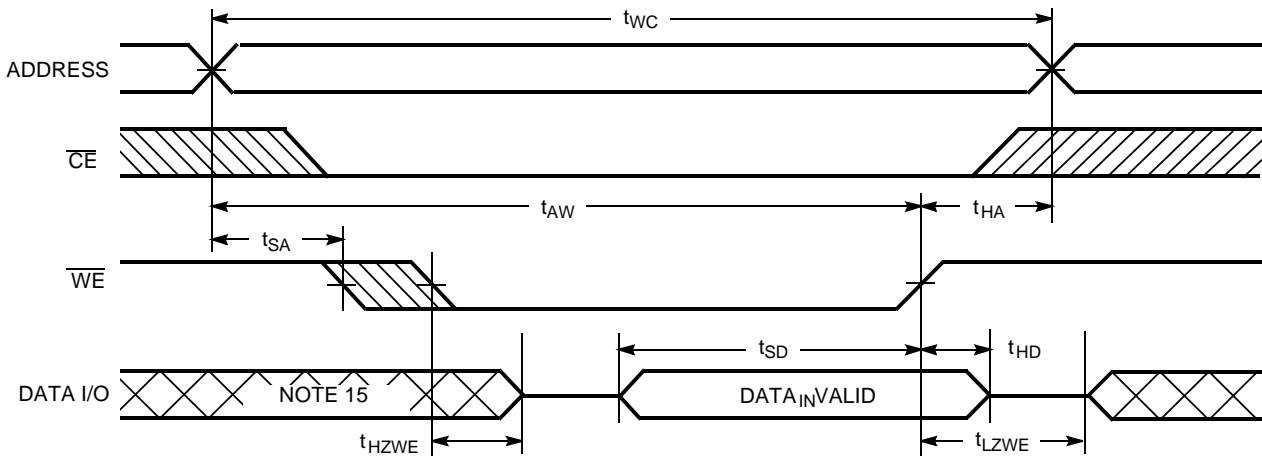 tWC
ADDRESS
CE
tAW
tHA
tSA
WE
tSD
tHD
DATA I/O
NOTE 15
DATAINVALID
tHZWE
tLZWE